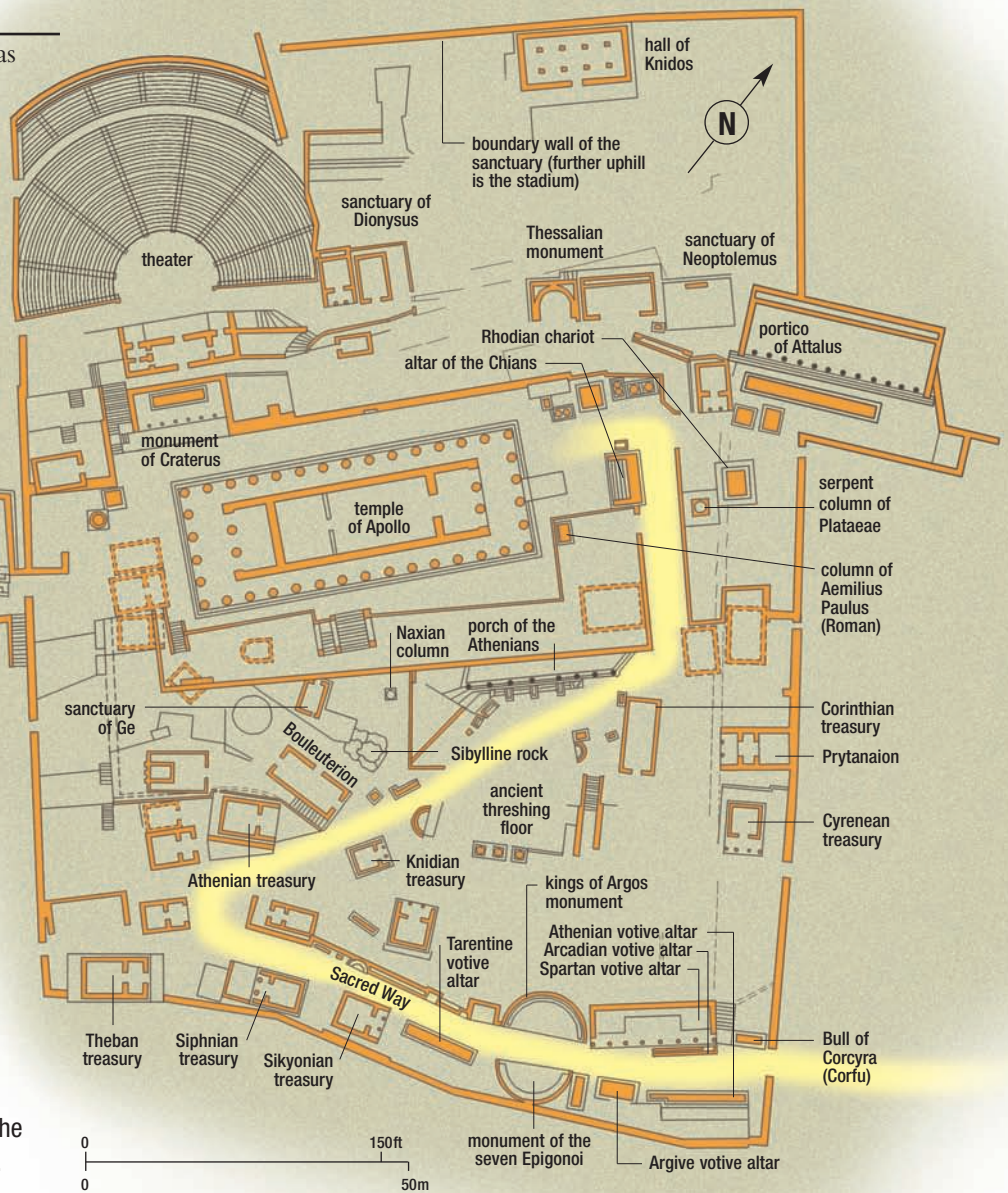 as
hall of
Knidos
N
boundary wall of the
sanctuary (further uphill
is the stadium)
sanctuary of
Dionysus
theater
Thessalian
monument
sanctuary of
Neoptolemus
Rhodian chariot
altar of the Chians
portico
of Attalus
monument
of Craterus
temple
of Apollo
serpent
column of
Plataeae
column of
Aemilius
Paulus
(Roman)
Naxian
column
porch of the
Athenians
sanctuary
of Ge
Bouleuterion
Sibylline rock
Corinthian
treasury
Prytanaion
ancient
threshing
floor
Cyrenean
treasury
Athenian treasury
Knidian
treasury
kings of Argos
monument
Athenian votive altar
Arcadian votive altar
Spartan votive altar
Tarentine
votive
altar
Sacred Way
Theban
treasury
Siphnian
treasury
Sikyonian
treasury
Bull of
Corcyra
(Corfu)
monument of the
seven Epigonoi
Argive votive altar
he
0 150ft
0 50m